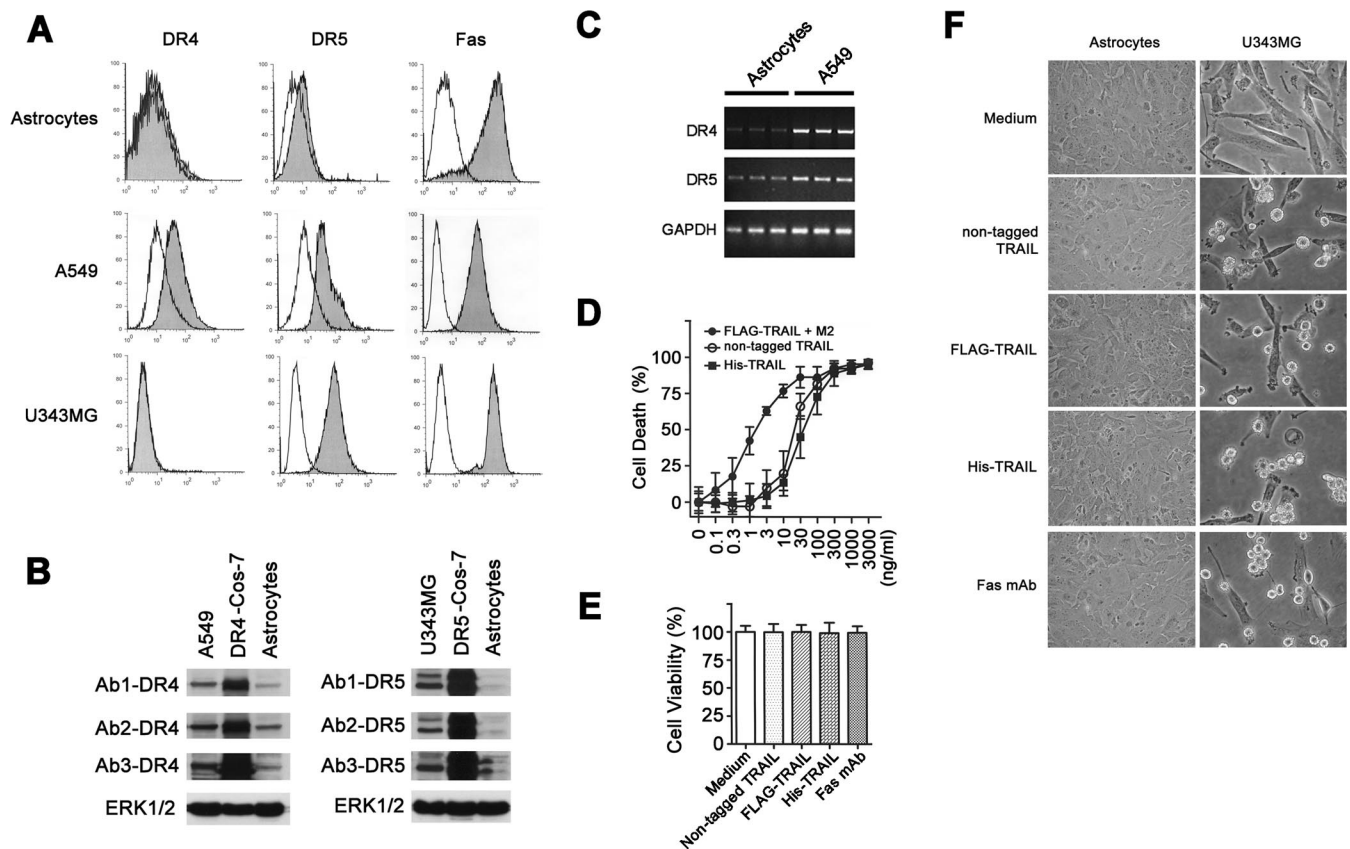 A
DR4 DR5 Fas
Astrocytes
A549
U343MG
B
A549 DR4-Cos-7 Astrocytes
Ab1-DR4
Ab2-DR4
Ab3-DR4
ERK1/2
U343MG DR5-Cos-7 Astrocytes
Ab1-DR5
Ab2-DR5
Ab3-DR5
ERK1/2
C
Astrocytes A549
DR4
DR5
GAPDH
D
FLAG-TRAIL + M2
non-tagged TRAIL
His-TRAIL
Cell Death (%)
100
75
50
25
0
0 0.1 0.3 1 3 10 30 100 300 1000 3000
(ng/ml)
E
Cell Viability (%)
100
75
50
25
0
Medium
Non-tagged TRAIL
FLAG-TRAIL
His-TRAIL
Fas mAb
F
Astrocytes U343MG
Medium
non-tagged
TRAIL
FLAG-TRAIL
His-TRAIL
Fas mAb